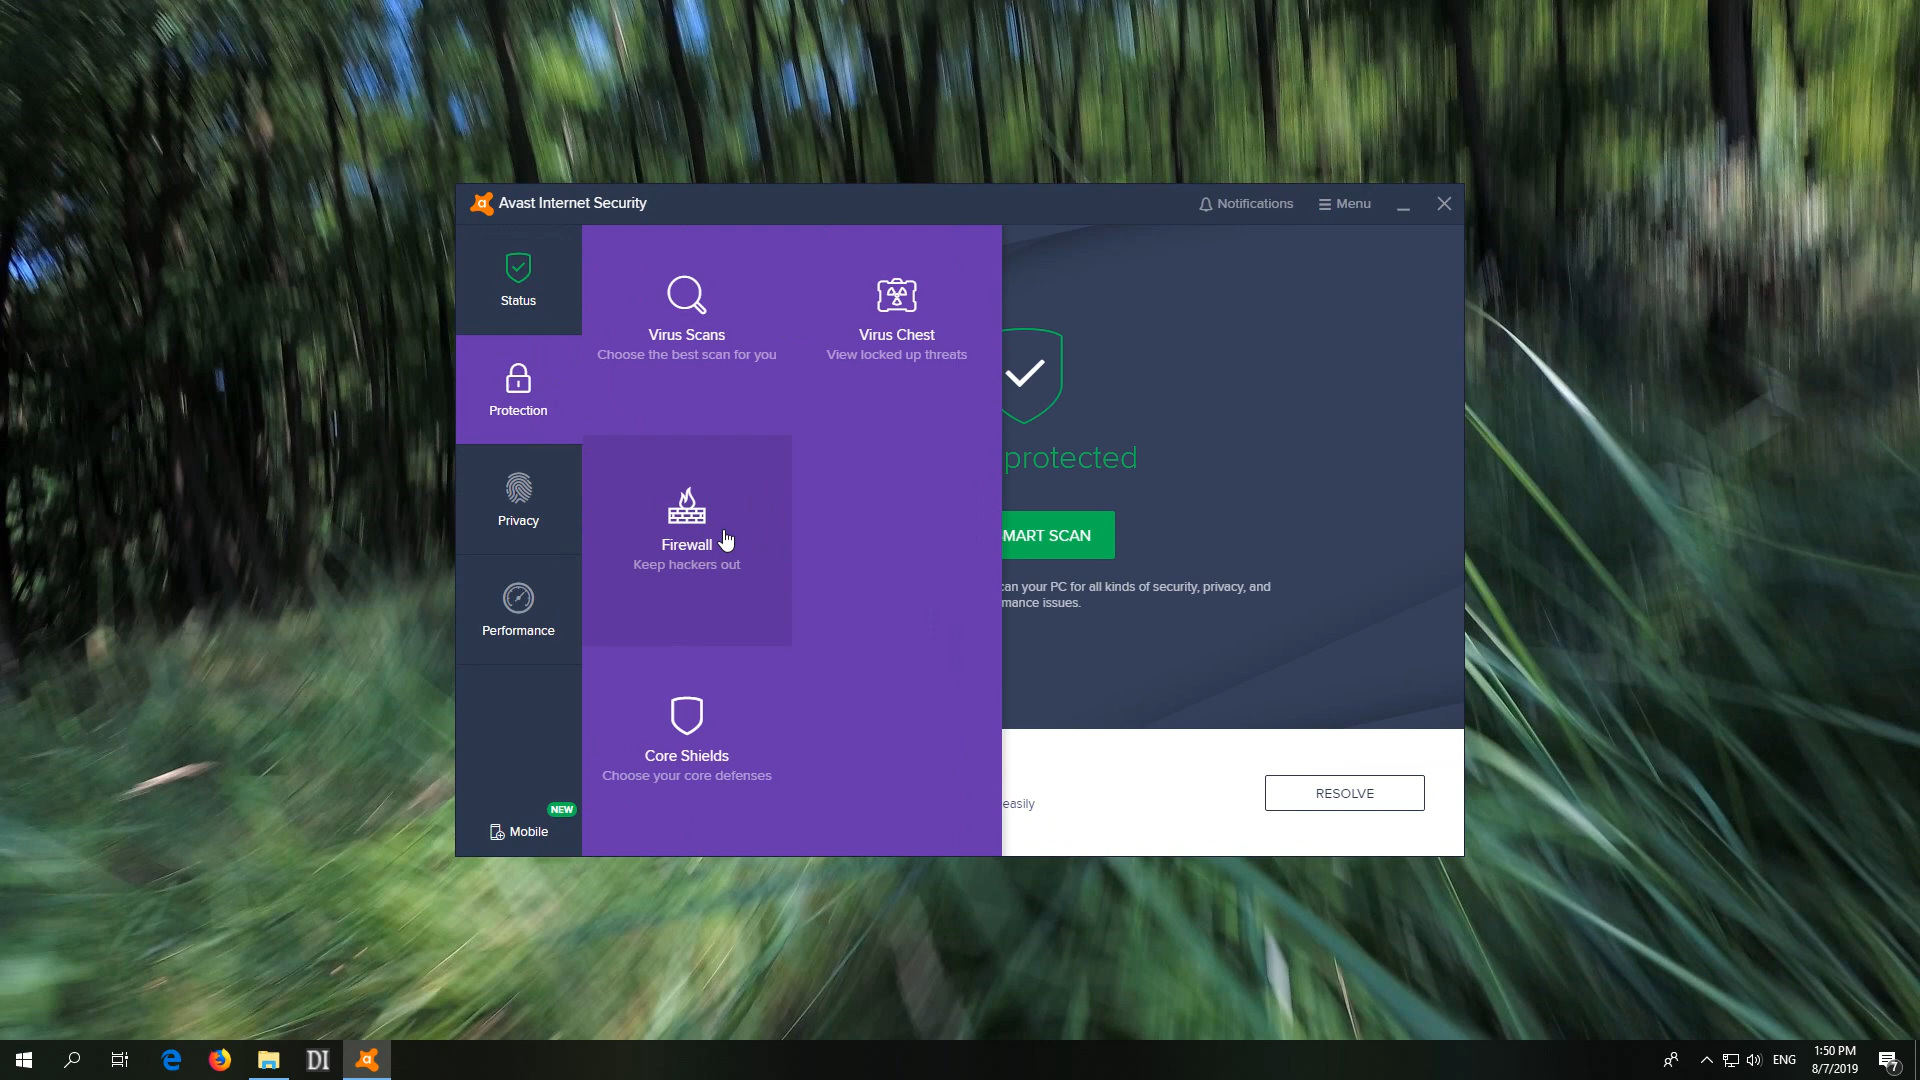 Avast Internet Security
Notifications
Menu
Status
Virus Scans
Choose the best scan for you
Virus Chest
View locked up threats
Protection
protected
Privacy
Firewall
Keep hackers out
MART SCAN
can your PC for all kinds of security, privacy, and
mance issues.
Performance
Core Shields
Choose your core defenses
easily
RESOLVE
NEW
Mobile
DI
ENG
1:50 PM
8/7/2019
7